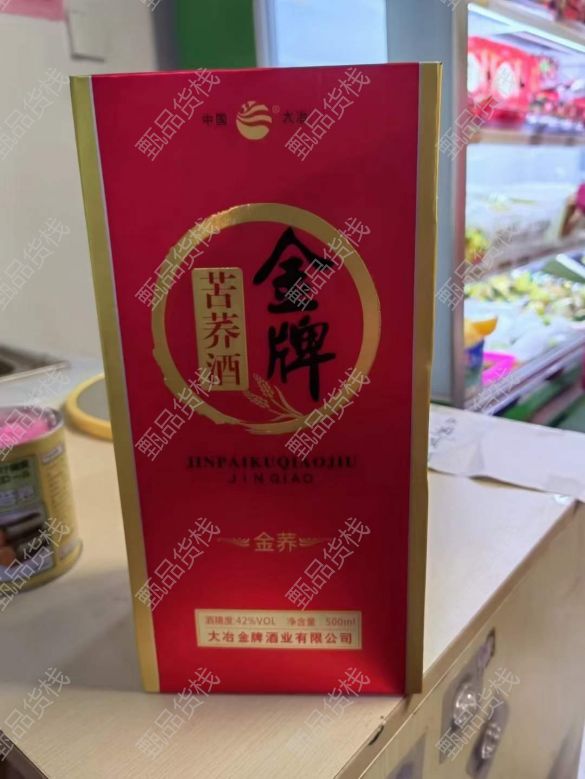 中国 ® 大冶
金牌
苦荞酒
JINPAIKUQIAOJIU
JINQIAO
金荞
酒精度:42%VOL 净含量 500ml
大冶金牌酒业有限公司
甄品货栈